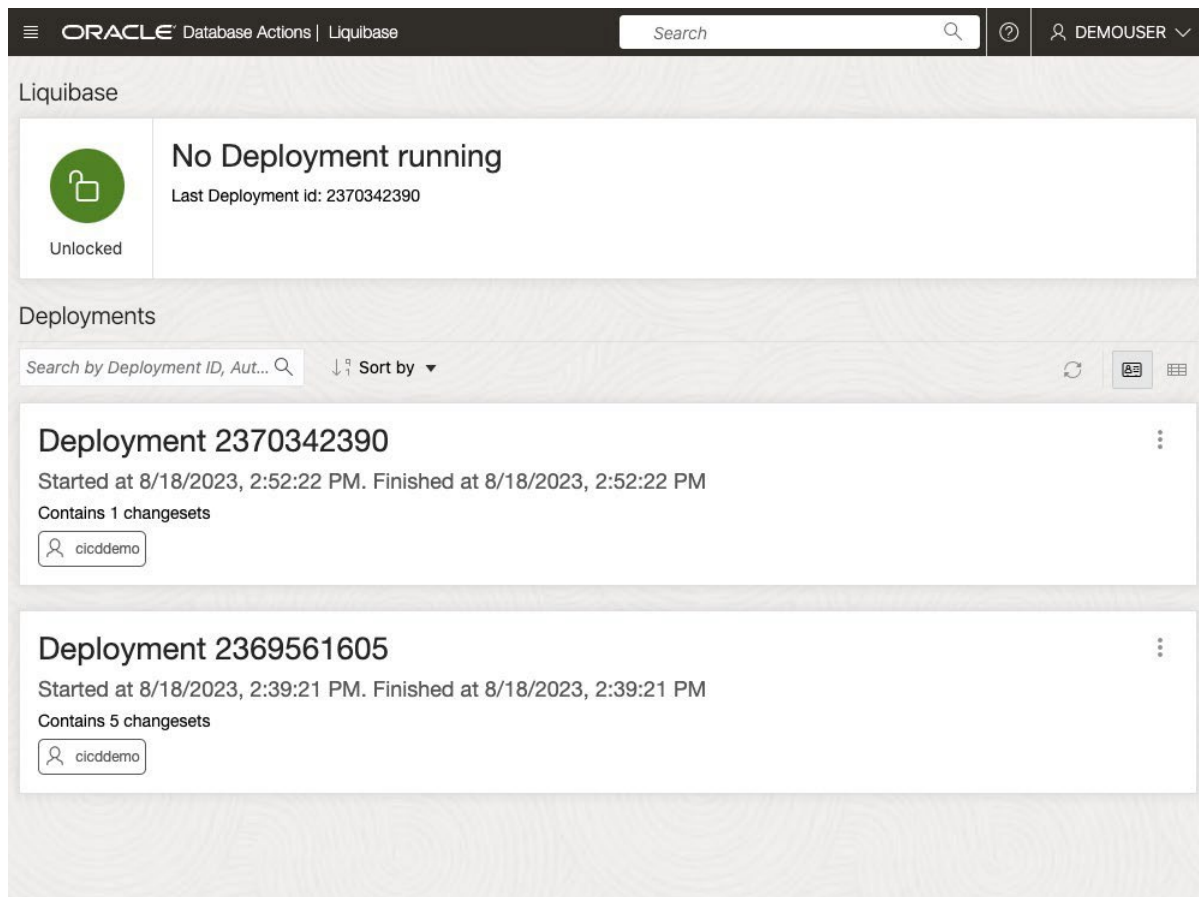 ORACLE Database Actions | Liquibase Search DEMOUSER
Liquibase
No Deployment running
Last Deployment id: 2370342390
Unlocked
Deployments
Search by Deployment ID, Aut... Sort by
Deployment 2370342390
Started at 8/18/2023, 2:52:22 PM. Finished at 8/18/2023, 2:52:22 PM
Contains 1 changesets
cicddemo
Deployment 2369561605
Started at 8/18/2023, 2:39:21 PM. Finished at 8/18/2023, 2:39:21 PM
Contains 5 changesets
cicddemo